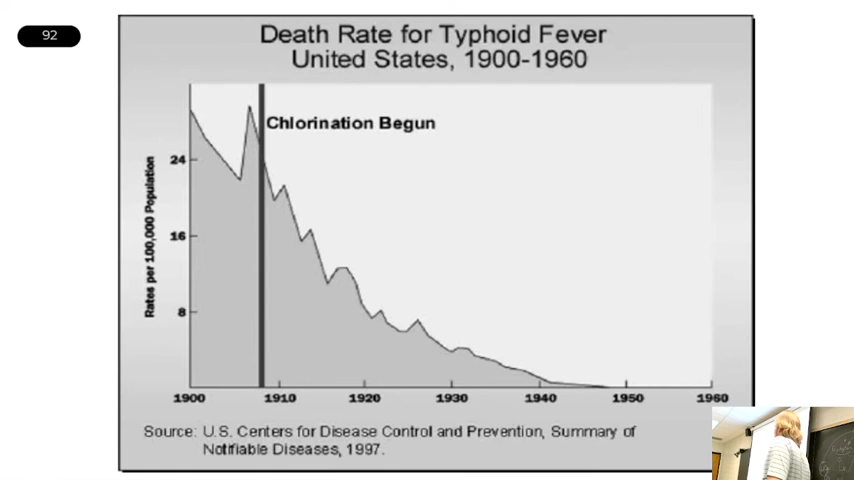 92
Death Rate for Typhoid Fever
United States, 1900-1960
Chlorination Begun
Rates per 100,000 Population
24
16
8
1900 1910 1920 1930 1940 1950 1960
Source: U.S. Centers for Disease Control and Prevention, Summary of
Notifiable Diseases, 1997.